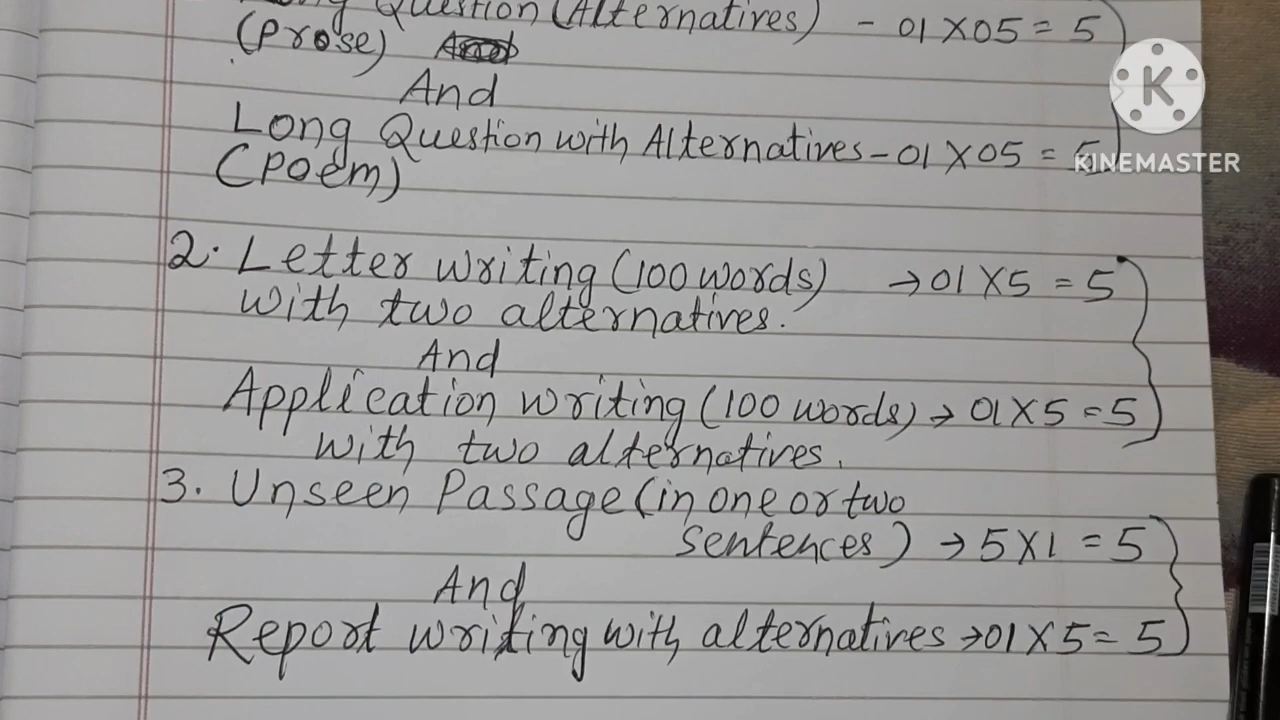 Question (Alternatives) - 01 X 05 = 5
(Prose)
And
Long Question with Alternatives - 01 X 05 = 5
(Poem)
2. Letter writing (100 words) → 01 X 5 = 5
with two alternatives.
And
Application writing (100 words) → 01 X 5 = 5
with two alternatives.
3. Unseen Passage (in one or two
sentences) → 5 X 1 = 5
And
Report writing with alternatives → 01 X 5 = 5
K
KINEMASTER